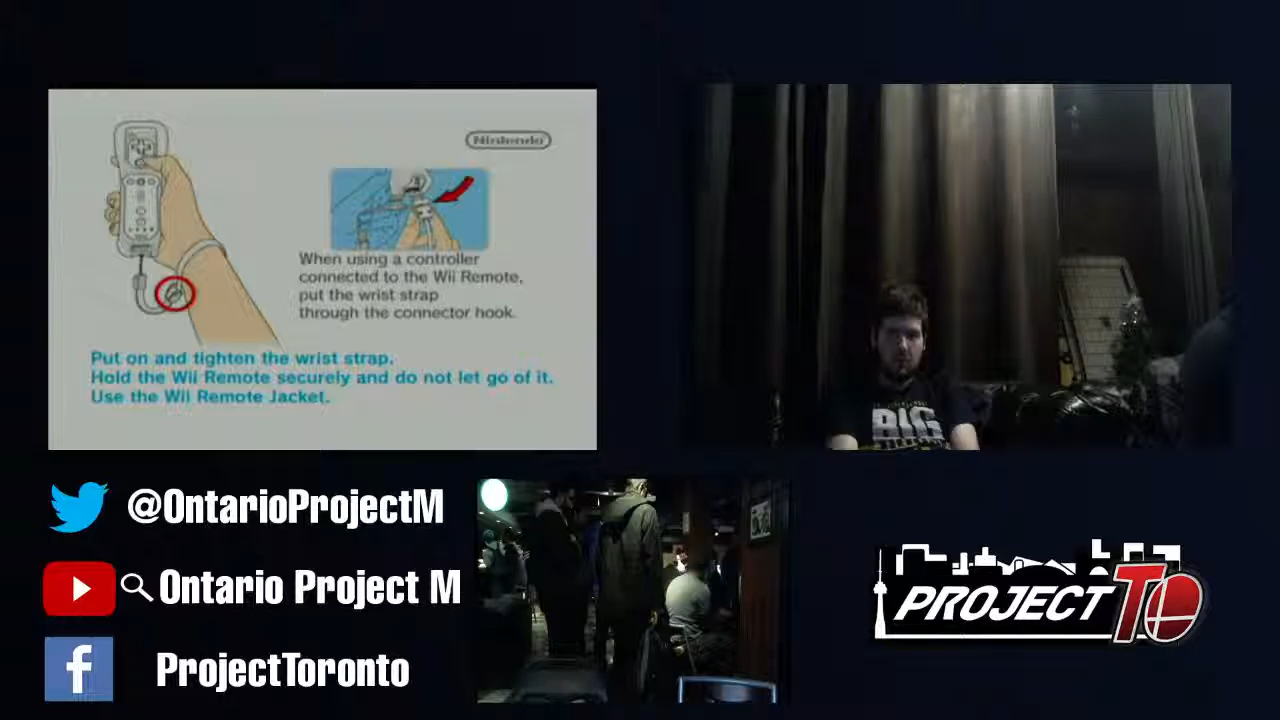 Nintendo
When using a controller
connected to the Wii Remote,
put the wrist strap
through the connector hook.
Put on and tighten the wrist strap.
Hold the Wii Remote securely and do not let go of it.
Use the Wii Remote Jacket.
BIG
@OntarioProjectM
Ontario Project M
ProjectToronto
PROJECT TO